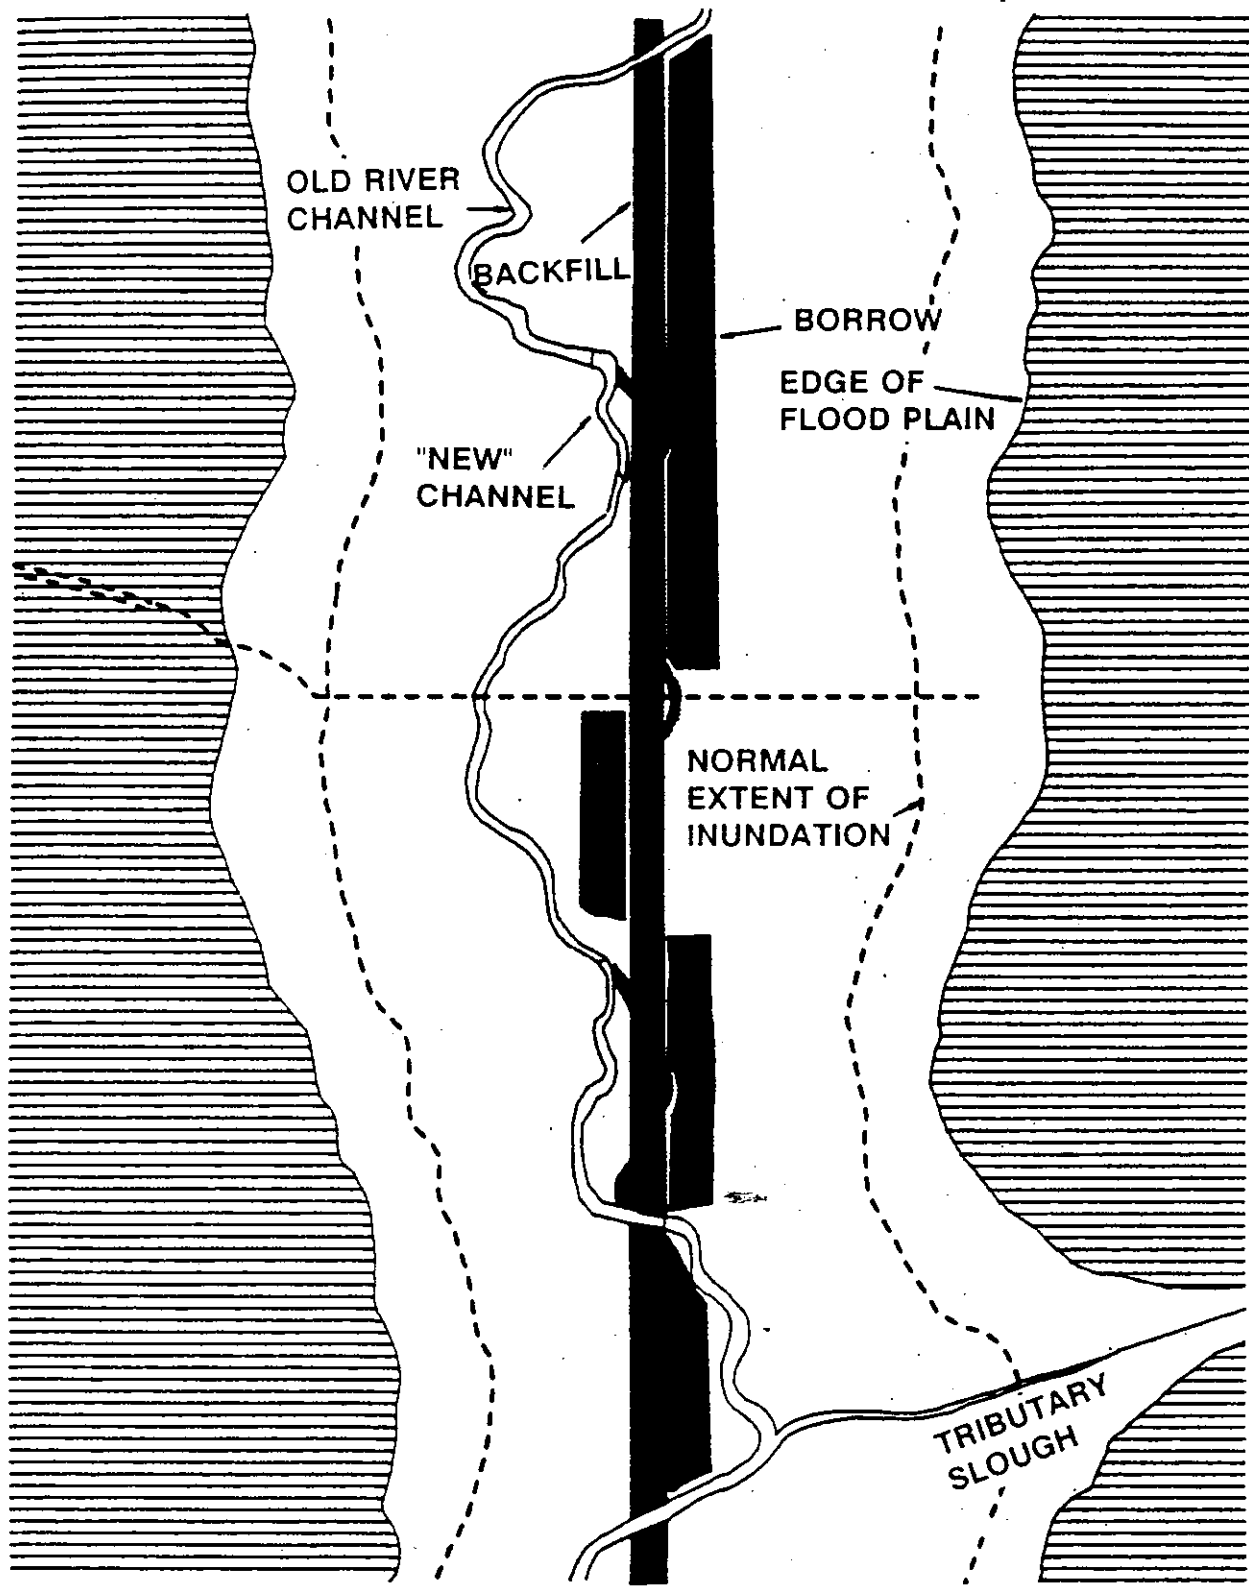 OLD RIVER
CHANNEL
BACKFILL
BORROW
EDGE OF
FLOOD PLAIN
"NEW"
CHANNEL
NORMAL
EXTENT OF
INUNDATION
TRIBUTARY
SLOUGH